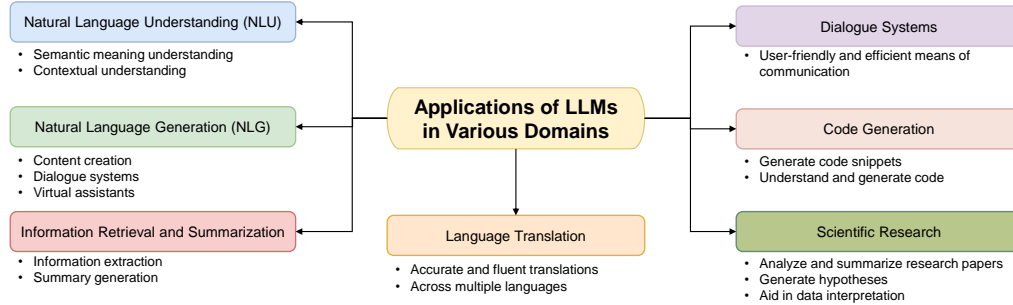 Natural Language Understanding (NLU)
• Semantic meaning understanding
• Contextual understanding
Natural Language Generation (NLG)
• Content creation
• Dialogue systems
• Virtual assistants
Information Retrieval and Summarization
• Information extraction
• Summary generation
Applications of LLMs
in Various Domains
Language Translation
• Accurate and fluent translations
• Across multiple languages
Dialogue Systems
• User-friendly and efficient means of
communication
Code Generation
• Generate code snippets
• Understand and generate code
Scientific Research
• Analyze and summarize research papers
• Generate hypotheses
• Aid in data interpretation